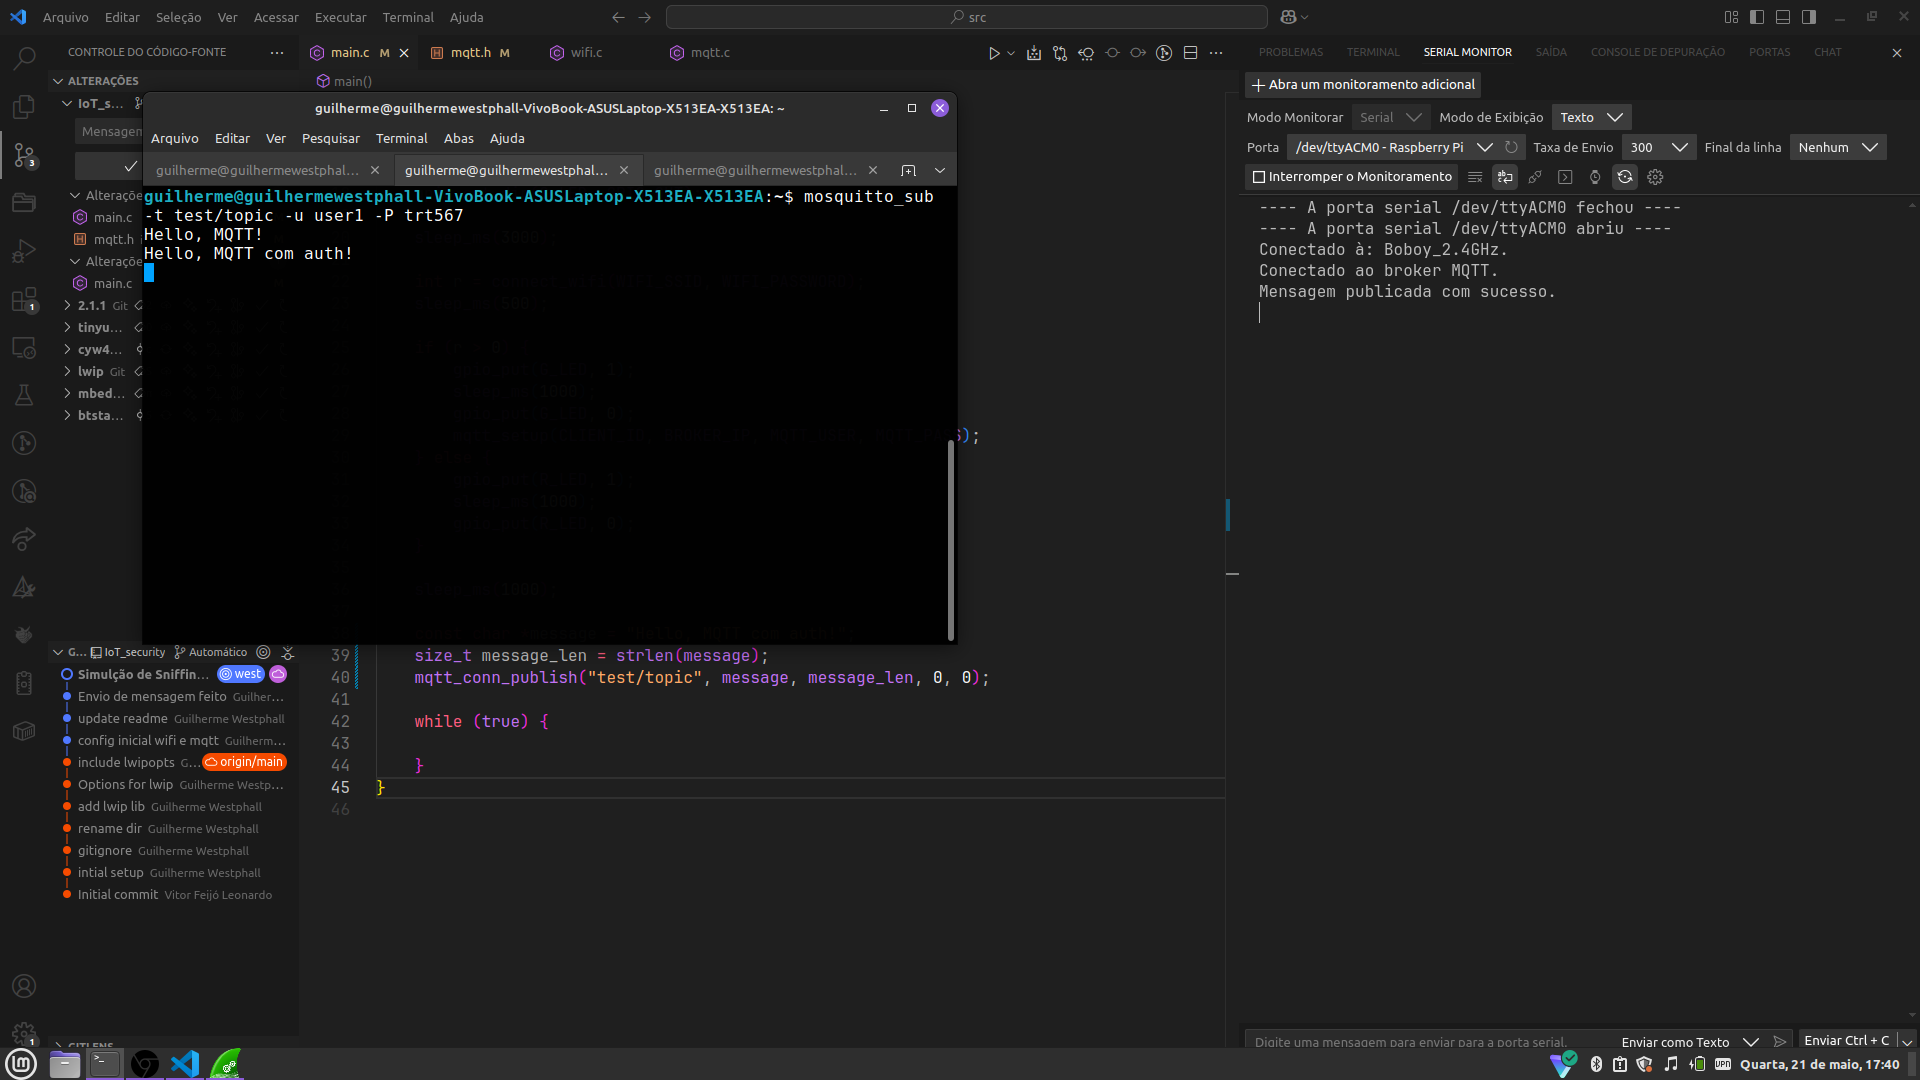 Arquivo Editar Seleção Ver Acessar Executar Terminal Ajuda
src
CONTROLE DO CÓDIGO-FONTE
main.c M
mqtt.h M
wifi.c
mqtt.c
PROBLEMAS TERMINAL SERIAL MONITOR SAÍDA CONSOLE DE DEPURAÇÃO PORTAS CHAT
ALTERAÇÕES
main()
Abra um monitoramento adicional
IoT_s...
guilherme@guilhermewestphall-VivoBook-ASUSLaptop-X513EA-X513EA: ~
Modo Monitorar Serial Modo de Exibição Texto
Mensagem
Arquivo Editar Ver Pesquisar Terminal Abas Ajuda
Porta /dev/ttyACM0 - Raspberry Pi Taxa de Envio 300 Final da linha Nenhum
3
guilherme@guilhermewestphal...
guilherme@guilhermewestphal...
guilherme@guilhermewestphal...
Interromper o Monitoramento
Alteraçõe
main.c
mqtt.h
Alteraçõe
main.c
2.1.1 Git
tinyu...
cyw4...
lwip Git
mbed...
btsta...
1
guilherme@guilhermewestphall-VivoBook-ASUSLaptop-X513EA-X513EA:~$ mosquitto_sub
-t test/topic -u user1 -P trt567
Hello, MQTT!
Hello, MQTT com auth!
---- A porta serial /dev/ttyACM0 fechou ----
---- A porta serial /dev/ttyACM0 abriu ----
Conectado à: Boboy_2.4GHz.
Conectado ao broker MQTT.
Mensagem publicada com sucesso.
);
G... IoT_security Automático
39 size_t message_len = strlen(message);
40 mqtt_conn_publish("test/topic", message, message_len, 0, 0);
41
42 while (true) {
43
44 }
45 }
46
Simulção de Sniffin... west
Envio de mensagem feito Guilher...
update readme Guilherme Westphall
config inicial wifi e mqtt Guilherm...
include lwipopts G... origin/main
Options for lwip Guilherme Westp...
add lwip lib Guilherme Westphall
rename dir Guilherme Westphall
gitignore Guilherme Westphall
intial setup Guilherme Westphall
Initial commit Vitor Feijó Leonardo
1
GITLENS
Digite uma mensagem para enviar para a porta serial.
Enviar como Texto
Enviar Ctrl + C
VPN
Quarta, 21 de maio, 17:40